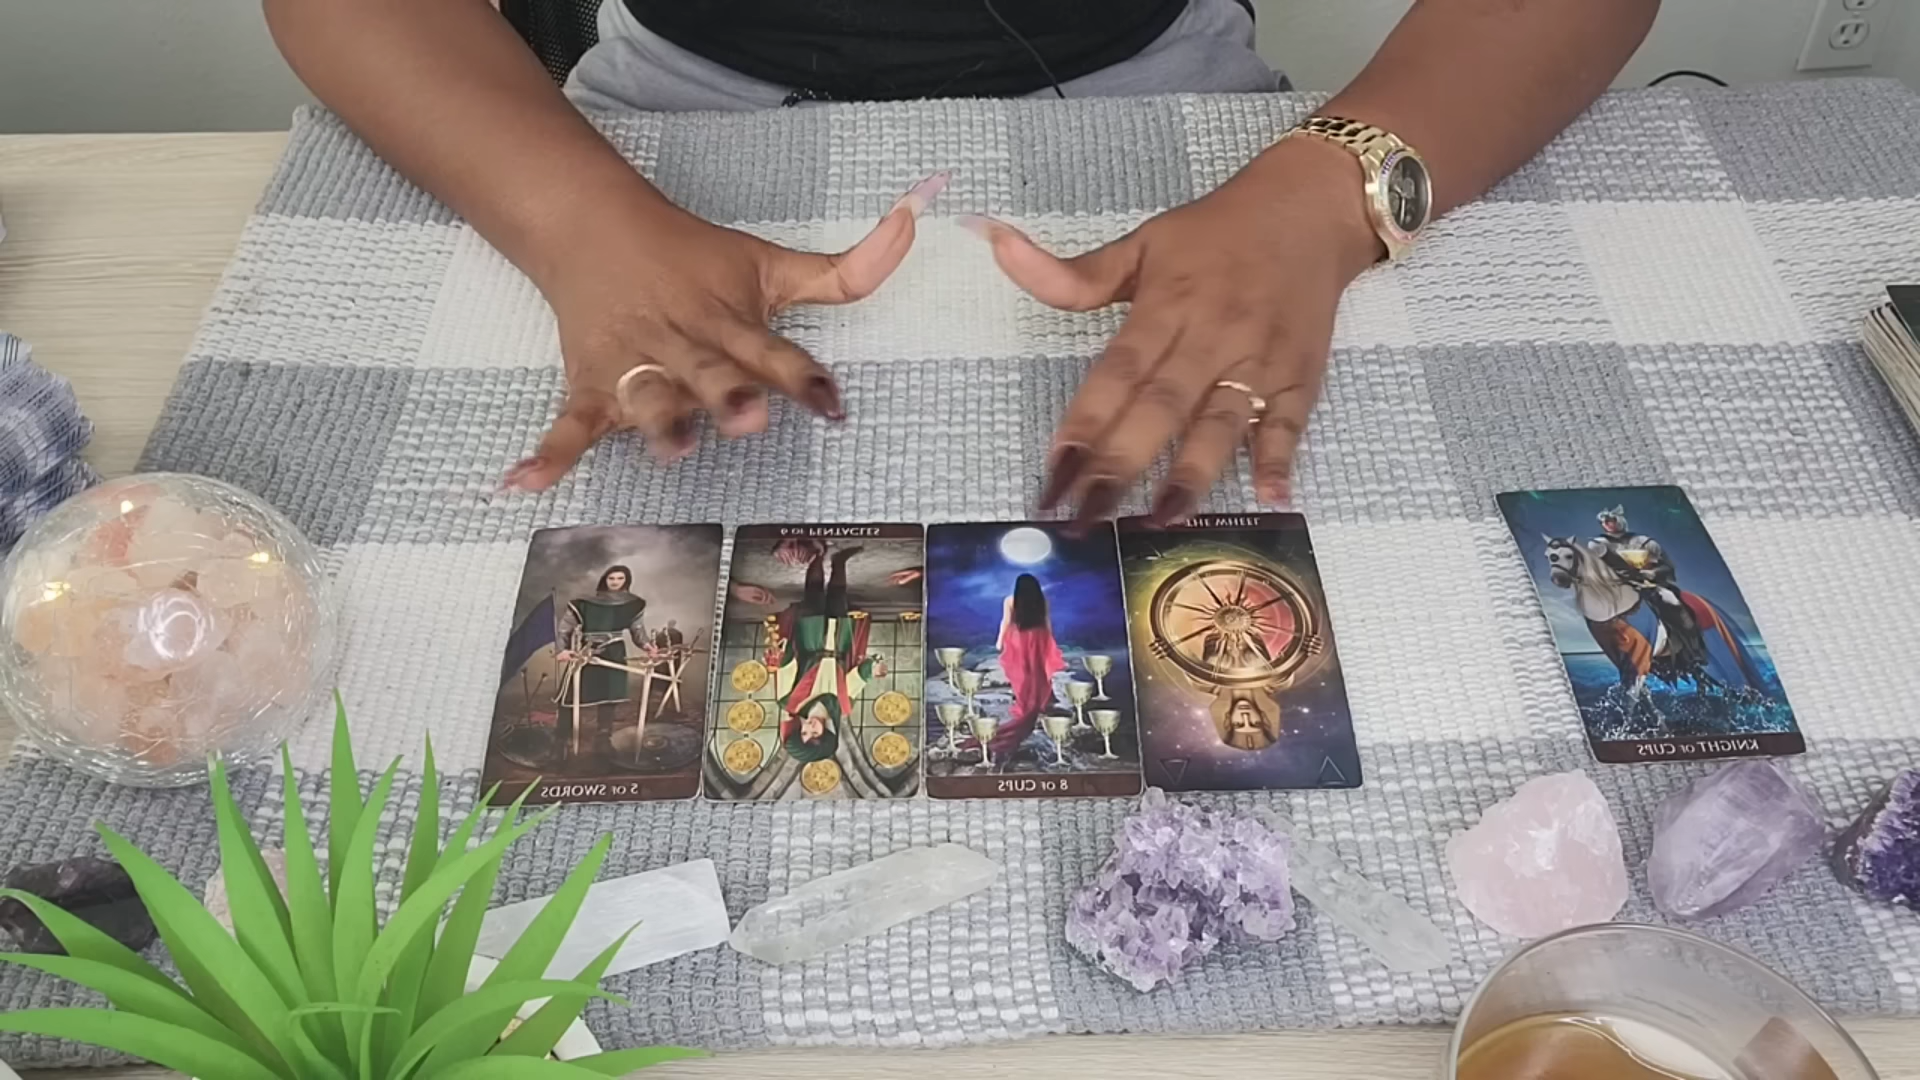 6 OF PENTACLES
THE WHEEL
KNIGHT OF CUPS
5 OF SWORDS
8 OF CUPS